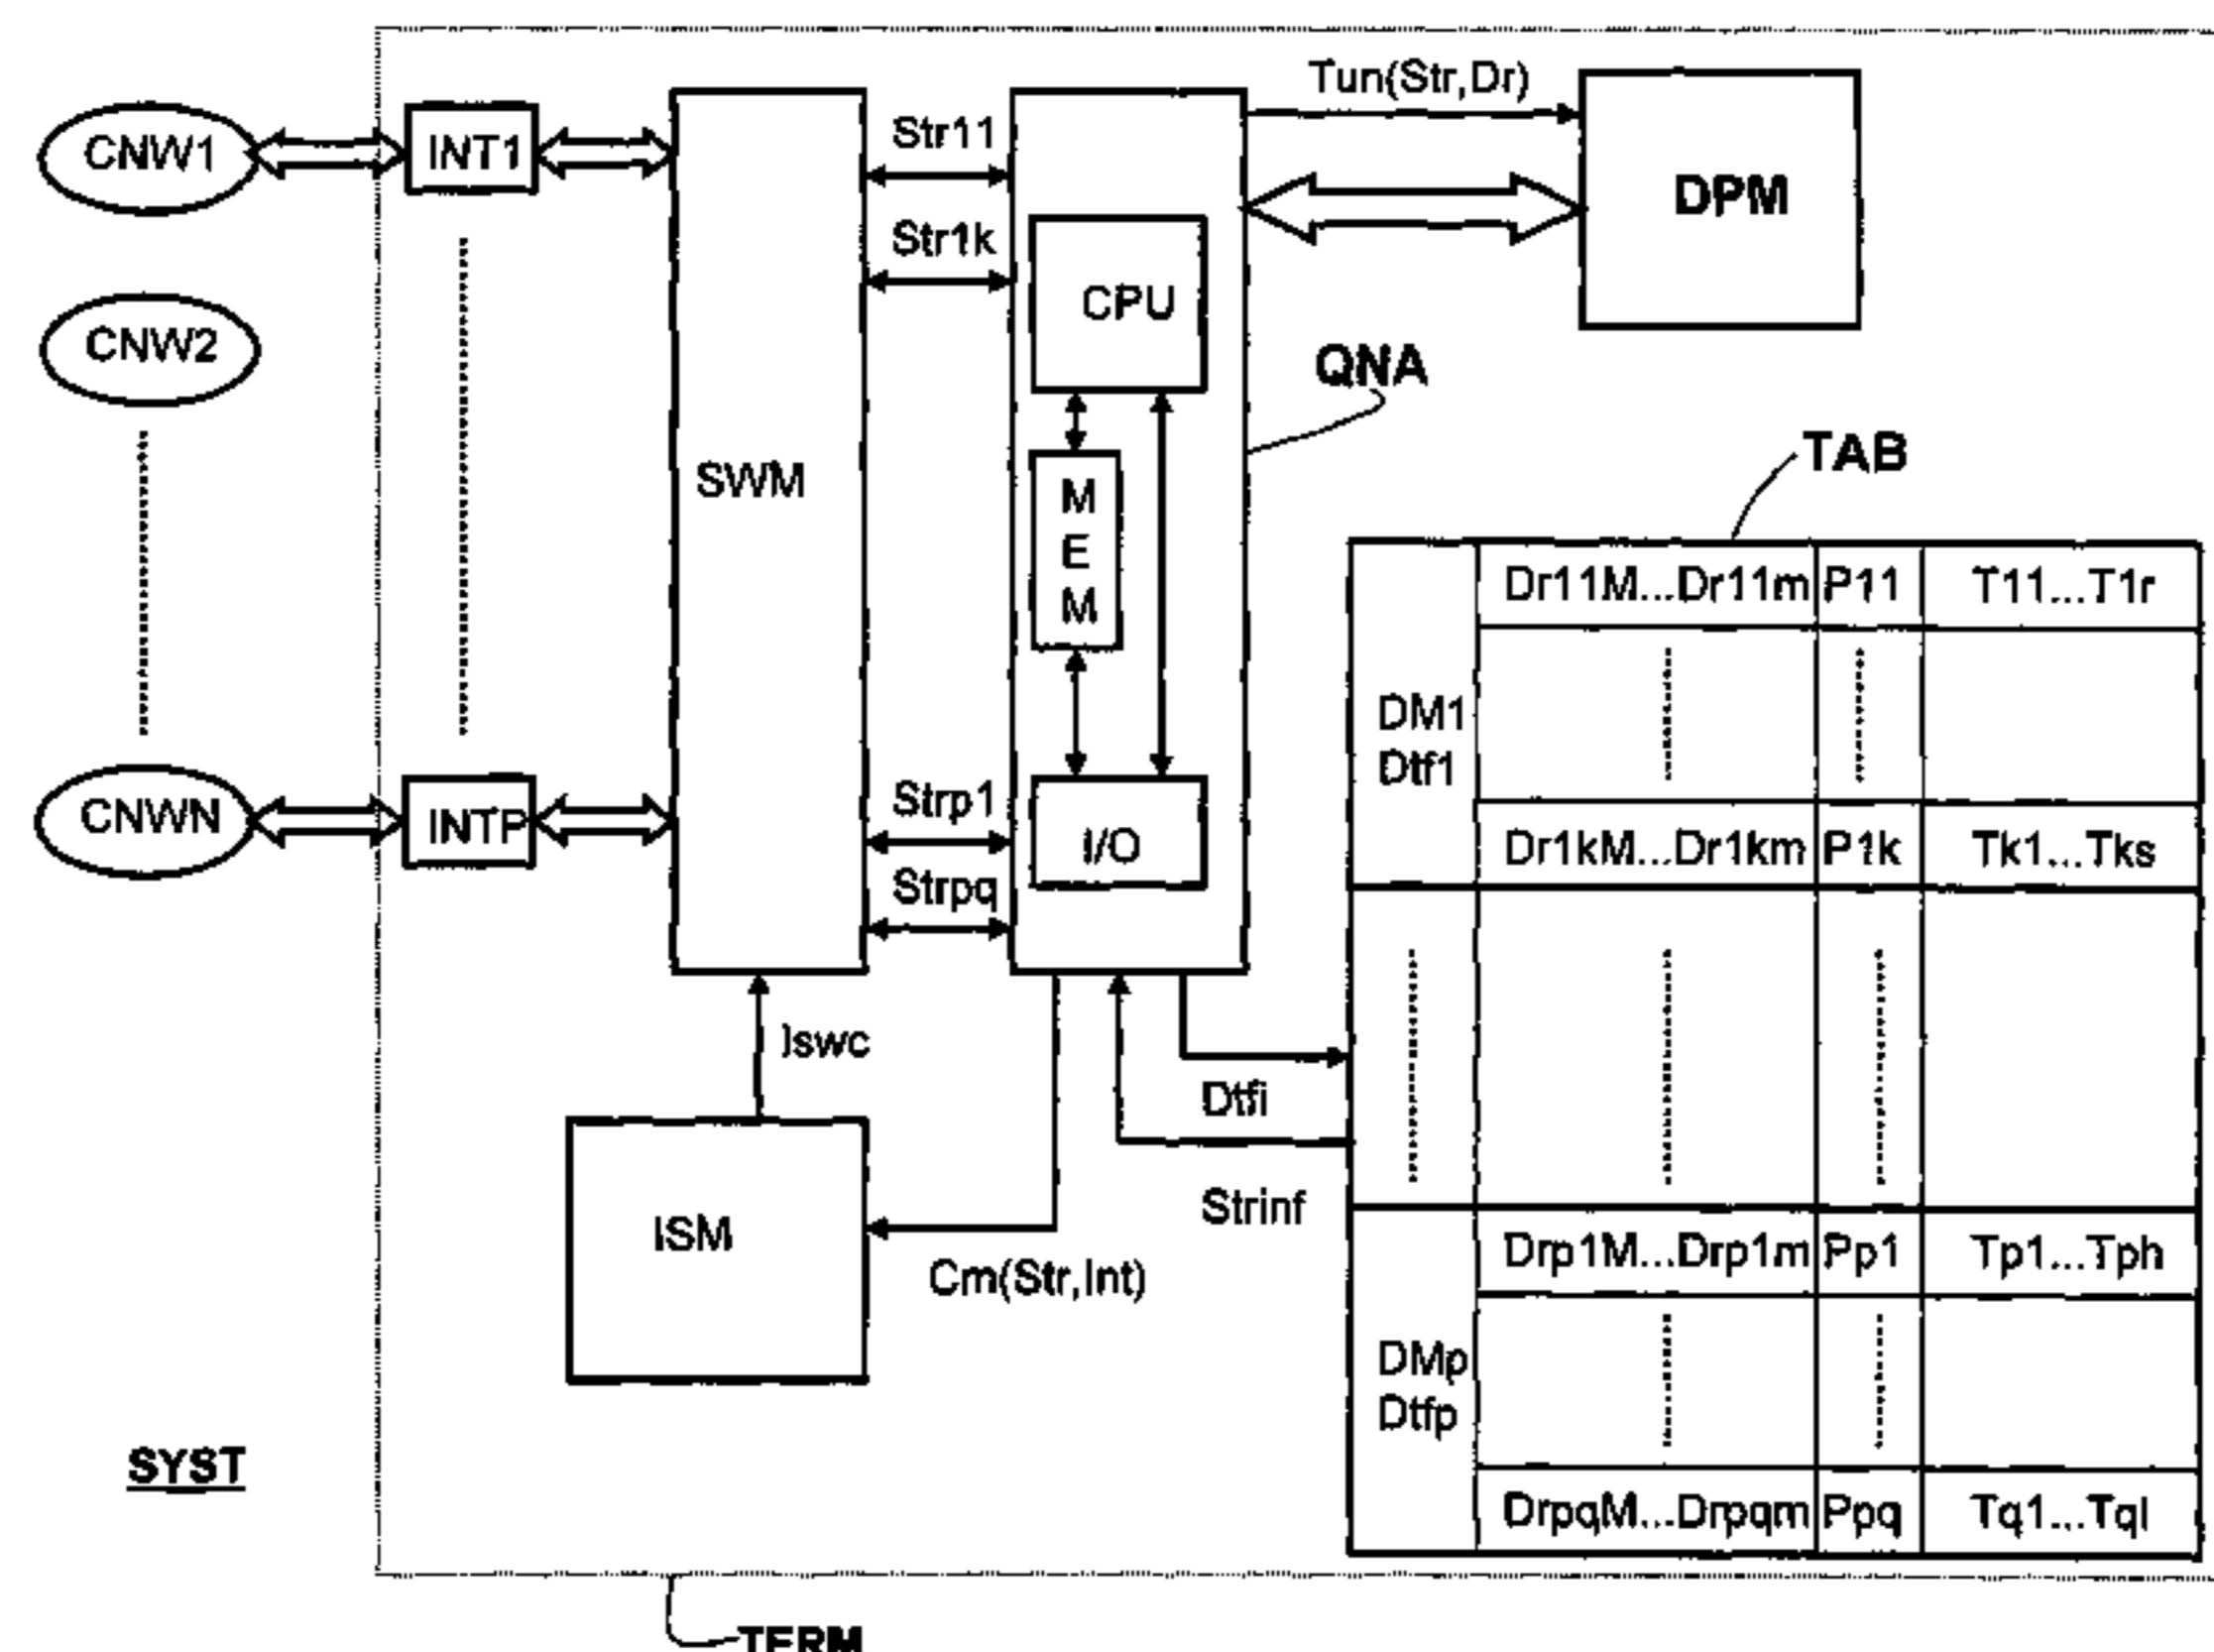 Tun(Str,Dr)
CNW1
INT1
Str11
DPM
Str1k
CPU
CNW2
QNA
TAB
SWM
M
E
M
Dr11M...Dr11m P11 T11...T1r
DM1
Dtf1
CNWN
INTP
Strp1
I/O
Dr1kM...Dr1km P1k Tk1...Tks
Strpq
Iswc
Dtfi
Strinf
ISM
Cm(Str,Int)
Drp1M...Drp1m Pp1 Tp1...Tph
DMp
Dtfp
SYST
DrpqM...Drpqm Ppq Tq1...Tql
TERM